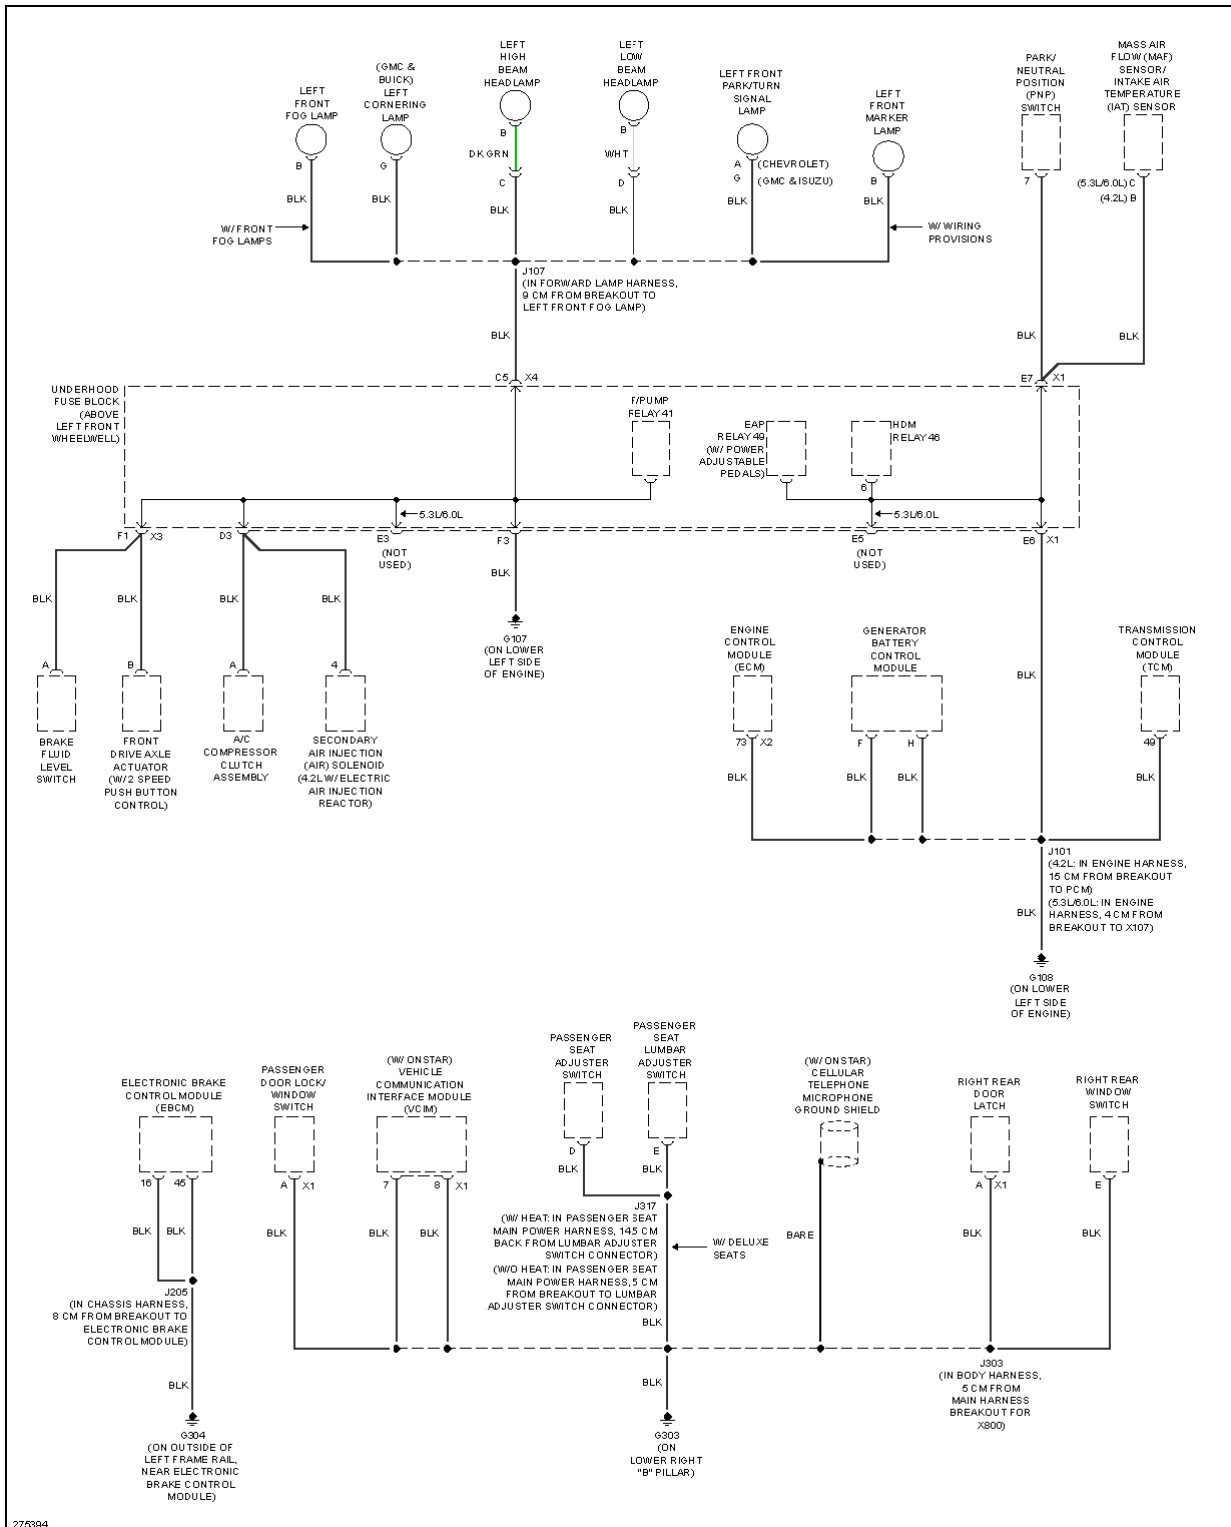 LEFT
FRONT
FOG LAMP
(GMC &
BUICK)
LEFT
CORNERING
LAMP
LEFT
HIGH
BEAM
HEADLAMP
LEFT
LOW
BEAM
HEADLAMP
LEFT FRONT
PARK/TURN
SIGNAL
LAMP
LEFT
FRONT
MARKER
LAMP
PARK/
NEUTRAL
POSITION
(PNP)
SWITCH
MASS AIR
FLOW (MAF)
SENSOR/
INTAKE AIR
TEMPERATURE
(IAT) SENSOR
B
G
B
DK GRN
C
B
WHT
D
A (CHEVROLET)
G (GMC & ISUZU)
B
7
(5.3L/6.0L) C
(4.2L) B
BLK
BLK
BLK
BLK
BLK
BLK
W/ FRONT
FOG LAMPS
W/ WIRING
PROVISIONS
J107
(IN FORWARD LAMP HARNESS,
9 CM FROM BREAKOUT TO
LEFT FRONT FOG LAMP)
BLK
BLK
BLK
C5 X4
E7 X1
UNDERHOOD
FUSE BLOCK
(ABOVE
LEFT FRONT
WHEELWELL)
F/PUMP
RELAY 41
EAP
RELAY 49
(W/ POWER
ADJUSTABLE
PEDALS)
HDM
RELAY 46
6
5.3L/6.0L
5.3L/6.0L
F1 X3
D3
E3
(NOT
USED)
F3
E5
(NOT
USED)
E6 X1
BLK
BLK
BLK
BLK
BLK
G107
(ON LOWER
LEFT SIDE
OF ENGINE)
A
B
A
4
BRAKE
FLUID
LEVEL
SWITCH
FRONT
DRIVE AXLE
ACTUATOR
(W/2 SPEED
PUSH BUTTON
CONTROL)
A/C
COMPRESSOR
CLUTCH
ASSEMBLY
SECONDARY
AIR INJECTION
(AIR) SOLENOID
(4.2L W/ ELECTRIC
AIR INJECTION
REACTOR)
ENGINE
CONTROL
MODULE
(ECM)
GENERATOR
BATTERY
CONTROL
MODULE
BLK
TRANSMISSION
CONTROL
MODULE
(TCM)
73 X2
F
H
49
BLK
BLK
BLK
BLK
J101
(4.2L: IN ENGINE HARNESS,
15 CM FROM BREAKOUT
TO PCM)
(5.3L/6.0L: IN ENGINE
HARNESS, 4 CM FROM
BREAKOUT TO X107)
BLK
G108
(ON LOWER
LEFT SIDE
OF ENGINE)
ELECTRONIC BRAKE
CONTROL MODULE
(EBCM)
PASSENGER
DOOR LOCK/
WINDOW
SWITCH
(W/ ONSTAR)
VEHICLE
COMMUNICATION
INTERFACE MODULE
(VCIM)
PASSENGER
SEAT
ADJUSTER
SWITCH
PASSENGER
SEAT
LUMBAR
ADJUSTER
SWITCH
(W/ ONSTAR)
CELLULAR
TELEPHONE
MICROPHONE
GROUND SHIELD
RIGHT REAR
DOOR
LATCH
RIGHT REAR
WINDOW
SWITCH
16
45
A X1
7
8 X1
D
E
A X1
E
BLK
BLK
BLK
BLK
BLK
BLK
BLK
BARE
BLK
BLK
J317
(W/ HEAT: IN PASSENGER SEAT
MAIN POWER HARNESS, 14.5 CM
BACK FROM LUMBAR ADJUSTER
SWITCH CONNECTOR)
(W/O HEAT: IN PASSENGER SEAT
MAIN POWER HARNESS, 5 CM
FROM BREAKOUT TO LUMBAR
ADJUSTER SWITCH CONNECTOR)
W/ DELUXE
SEATS
BLK
J205
(IN CHASSIS HARNESS,
8 CM FROM BREAKOUT TO
ELECTRONIC BRAKE
CONTROL MODULE)
BLK
BLK
J303
(IN BODY HARNESS,
5 CM FROM
MAIN HARNESS
BREAKOUT FOR
X800)
G304
(ON OUTSIDE OF
LEFT FRAME RAIL,
NEAR ELECTRONIC
BRAKE CONTROL
MODULE)
G303
(ON
LOWER RIGHT
"B" PILLAR)
275394